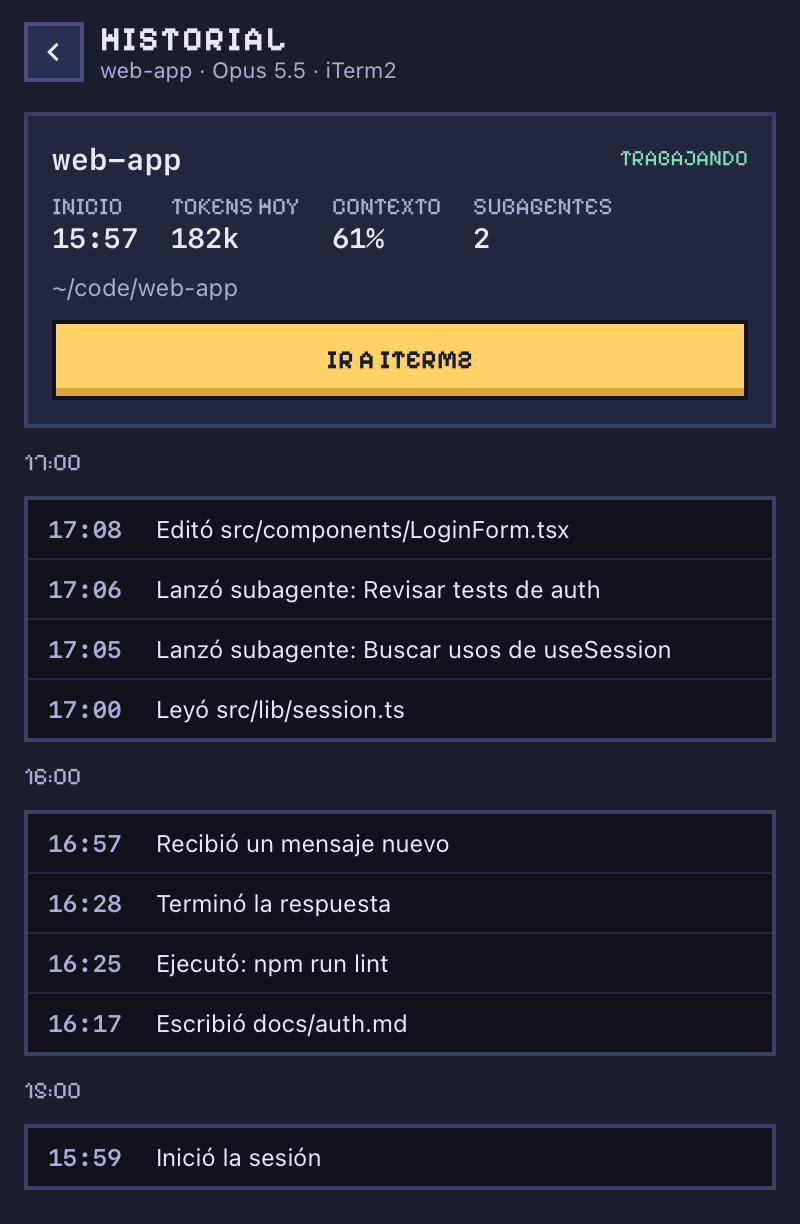 HISTORIAL
web-app · Opus 5.5 · iTerm2
web-app
TRABAJANDO
INICIO TOKENS HOY CONTEXTO SUBAGENTES
15:57 182k 61% 2
~/code/web-app
IR A ITERM2
17:00
17:08 Editó src/components/LoginForm.tsx
17:06 Lanzó subagente: Revisar tests de auth
17:05 Lanzó subagente: Buscar usos de useSession
17:00 Leyó src/lib/session.ts
16:00
16:57 Recibió un mensaje nuevo
16:28 Terminó la respuesta
16:25 Ejecutó: npm run lint
16:17 Escribió docs/auth.md
15:00
15:59 Inició la sesión